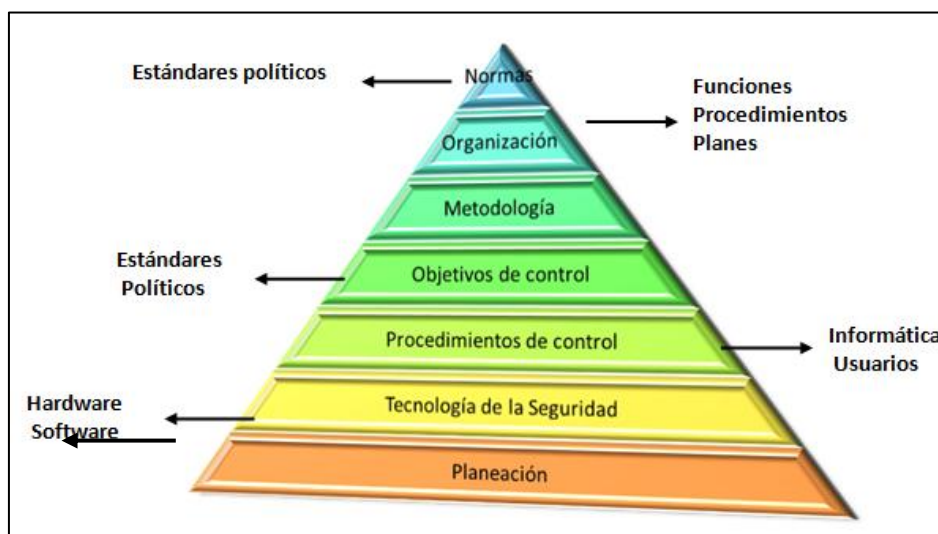 Estándares políticos
Normas
Funciones
Procedimientos
Planes
Organización
Metodología
Estándares
Políticos
Objetivos de control
Procedimientos de control
Informática
Usuarios
Hardware
Software
Tecnología de la Seguridad
Planeación